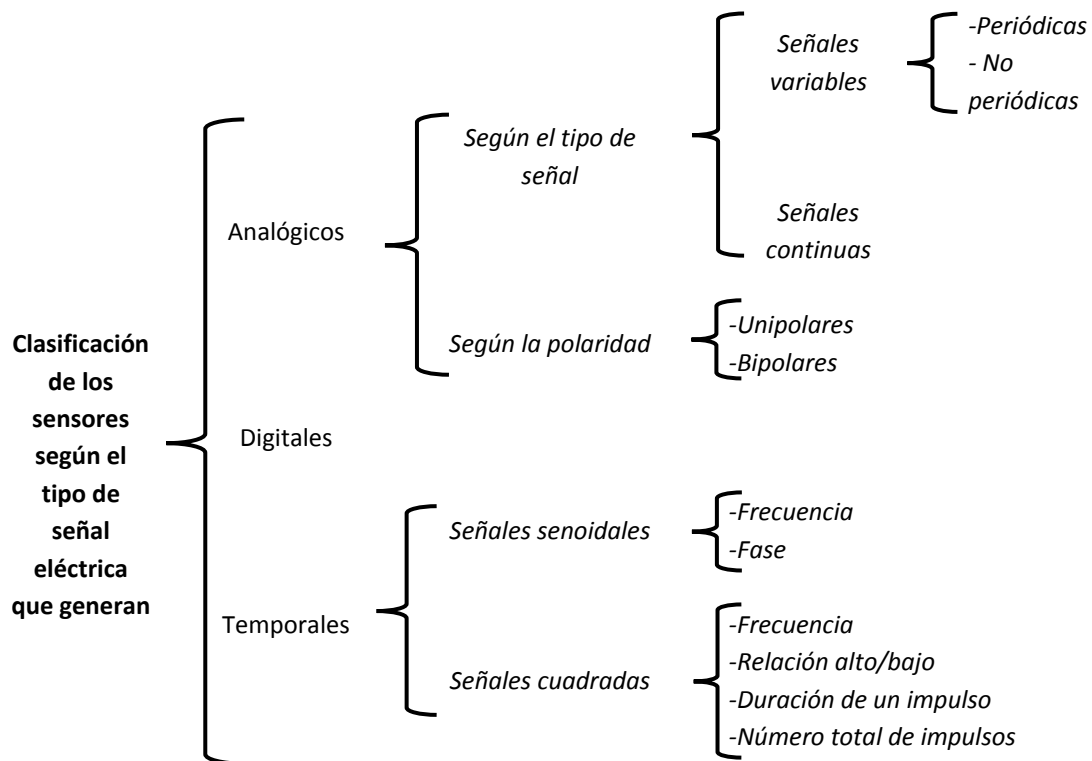 Clasificación
de los
sensores
según el
tipo de
señal
eléctrica
que generan
Analógicos
Según el tipo de
señal
Señales
variables
-Periódicas
- No
periódicas
Señales
continuas
Según la polaridad
-Unipolares
-Bipolares
Digitales
Temporales
Señales senoidales
-Frecuencia
-Fase
Señales cuadradas
-Frecuencia
-Relación alto/bajo
-Duración de un impulso
-Número total de impulsos